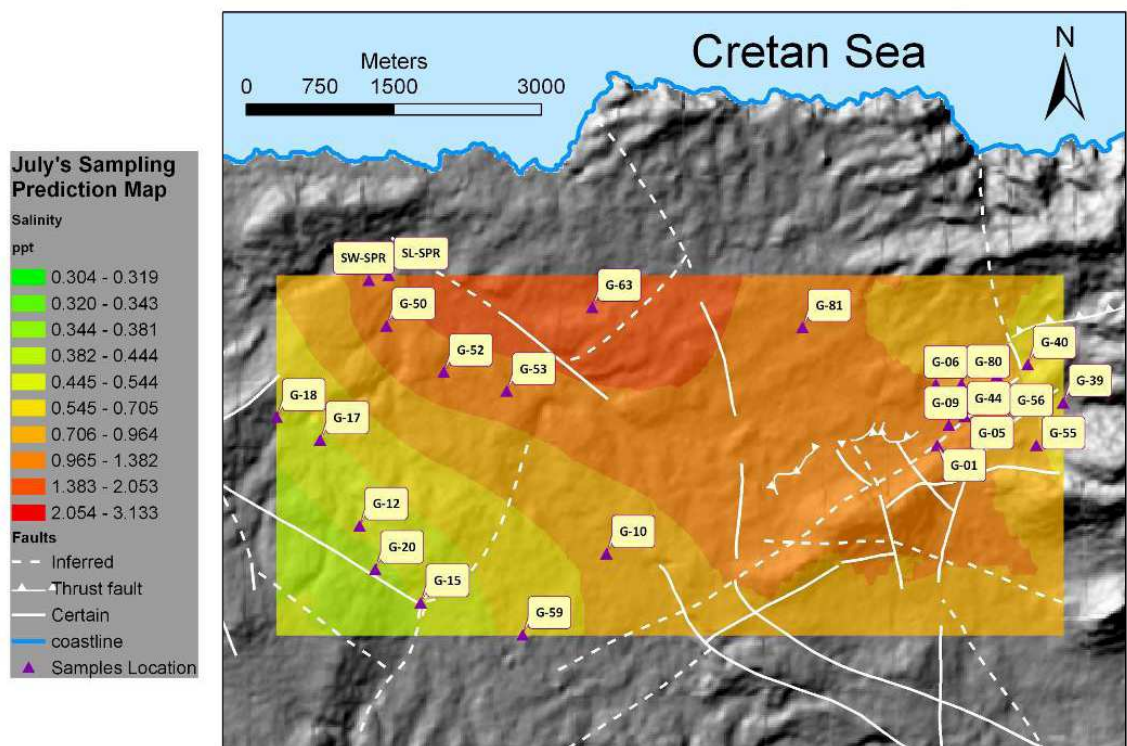 Cretan Sea
N
Meters
0 750 1500 3000
July's Sampling
Prediction Map
Salinity
ppt
0.304 - 0.319
0.320 - 0.343
0.344 - 0.381
0.382 - 0.444
0.445 - 0.544
0.545 - 0.705
0.706 - 0.964
0.965 - 1.382
1.383 - 2.053
2.054 - 3.133
Faults
Inferred
Thrust fault
Certain
coastline
Samples Location
SW-SPR
SL-SPR
G-63
G-50
G-81
G-52
G-53
G-40
G-06
G-80
G-39
G-18
G-17
G-09
G-44
G-56
G-05
G-55
G-01
G-12
G-20
G-10
G-15
G-59